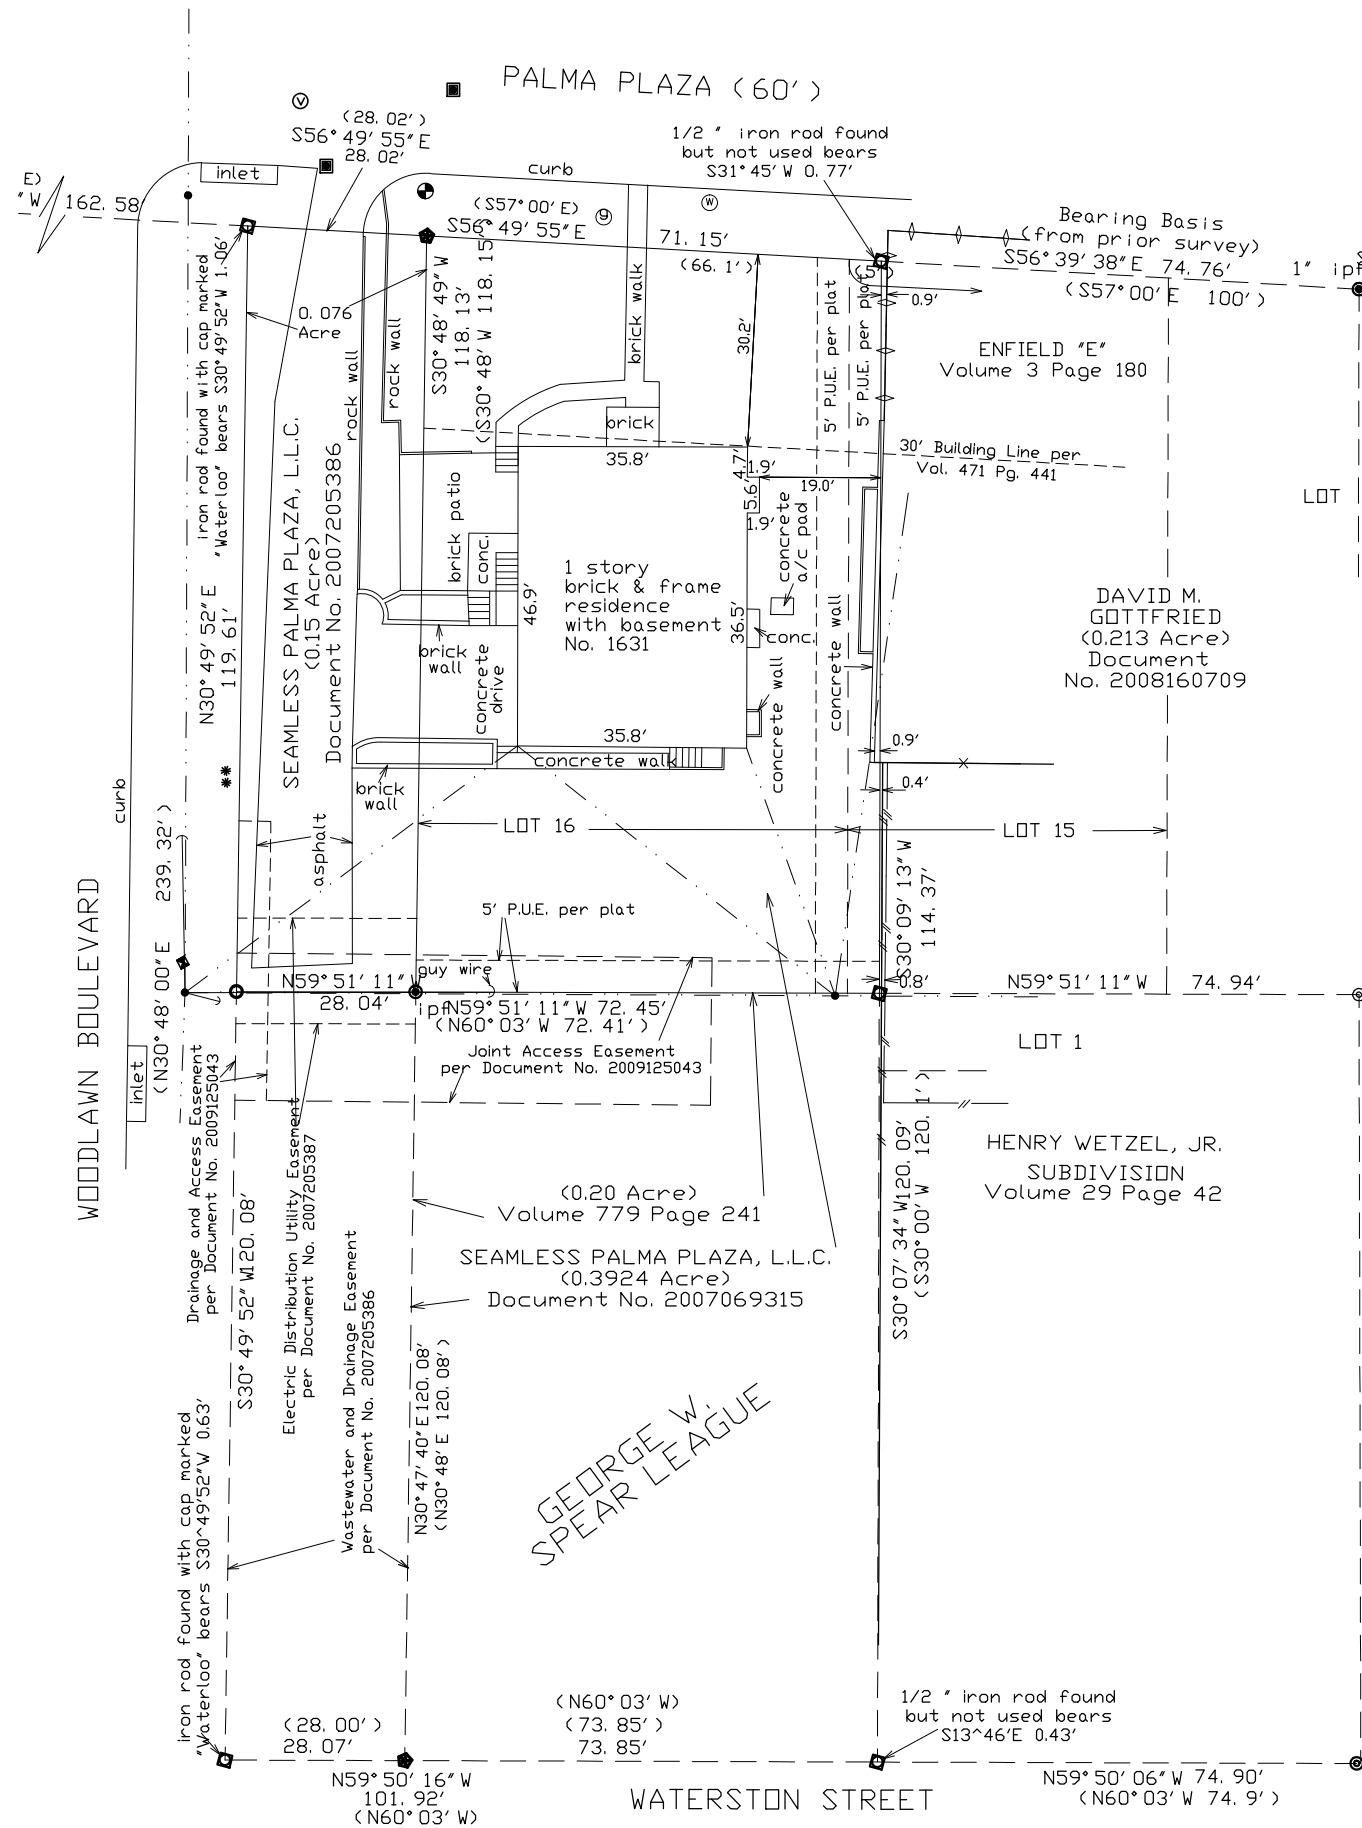 PALMA PLAZA (60')
(28.02')
S56°49'55"E
28.02'
1/2 " iron rod found
but not used bears
S31°45'W 0.77'
inlet
curb
E)
"W
162.58'
(S57°00'E)
S56°49'55"E
71.15'
(66.1')
(5')
Bearing Basis
(from prior survey)
S56°39'38"E 74.76'
(S57°00'E 100')
1" ipf
0.9'
iron rod found with cap marked
"Waterloo" bears S30°49'52"W 1.06'
0.076
Acre
rock wall
rock wall
S30°48'49"W
118.13'
(S30°48'W 118.15')
brick walk
30.2'
5' P.U.E. per plat
5' P.U.E. per plat
ENFIELD "E"
Volume 3 Page 180
30' Building Line per
Vol. 471 Pg. 441
LOT
brick
35.8'
4.7'
1.9'
5.6'
1.9'
19.0'
brick patio
conc.
concrete
a/c pad
1 story
brick & frame
residence
with basement
No. 1631
46.9'
36.5'
conc.
concrete wall
concrete wall
N30°49'52"E
119.61'
SEAMLESS PALMA PLAZA, L.L.C.
(0.15 Acre)
Document No. 2007205386
brick
wall
concrete
drive
35.8'
concrete walk
brick
wall
DAVID M.
GOTTFRIED
(0.213 Acre)
Document
No. 2008160709
0.9'
0.4'
**
curb
asphalt
LOT 16
LOT 15
5' P.U.E. per plat
S30°09'13"W
114.37'
WOODLAWN BOULEVARD
(N30°48'00"E 239.32')
guy wire
N59°51'11"
28.04'
ipf
N59°51'11"W 72.45'
(N60°03'W 72.41')
0.8'
N59°51'11"W 74.94'
LOT 1
inlet
Joint Access Easement
per Document No. 2009125043
Drainage and Access Easement
per Document No. 2009125043
Electric Distribution Utility Easement
per Document No. 2007205387
S30°49'52"W 120.08'
Wastewater and Drainage Easement
per Document No. 2007205386
(0.20 Acre)
Volume 779 Page 241
SEAMLESS PALMA PLAZA, L.L.C.
(0.3924 Acre)
Document No. 2007069315
S30°07'34"W 120.09'
(S30°00'W 120.1')
HENRY WETZEL, JR.
SUBDIVISION
Volume 29 Page 42
N30°47'40"E 120.08'
(N30°48'E 120.08')
GEORGE W.
SPEAR LEAGUE
iron rod found with cap marked
"Waterloo" bears S30^49'52"W 0.63'
(28.00')
28.07'
(N60°03'W)
(73.85')
73.85'
1/2 " iron rod found
but not used bears
S13^46'E 0.43'
N59°50'16"W
101.92'
(N60°03'W)
WATERSTON STREET
N59°50'06"W 74.90'
(N60°03'W 74.9')